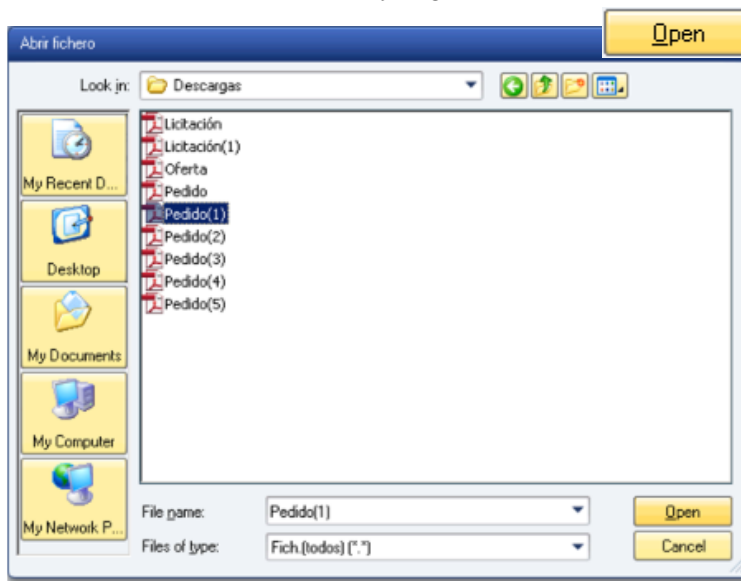 Open
Abrir fichero
Look in:
Descargas
Licitación
Licitación(1)
Oferta
Pedido
Pedido(1)
Pedido(2)
Pedido(3)
Pedido(4)
Pedido(5)
My Recent D...
Desktop
My Documents
My Computer
My Network P...
File name:
Pedido(1)
Open
Files of type:
Fich.(todos) (*.*)
Cancel